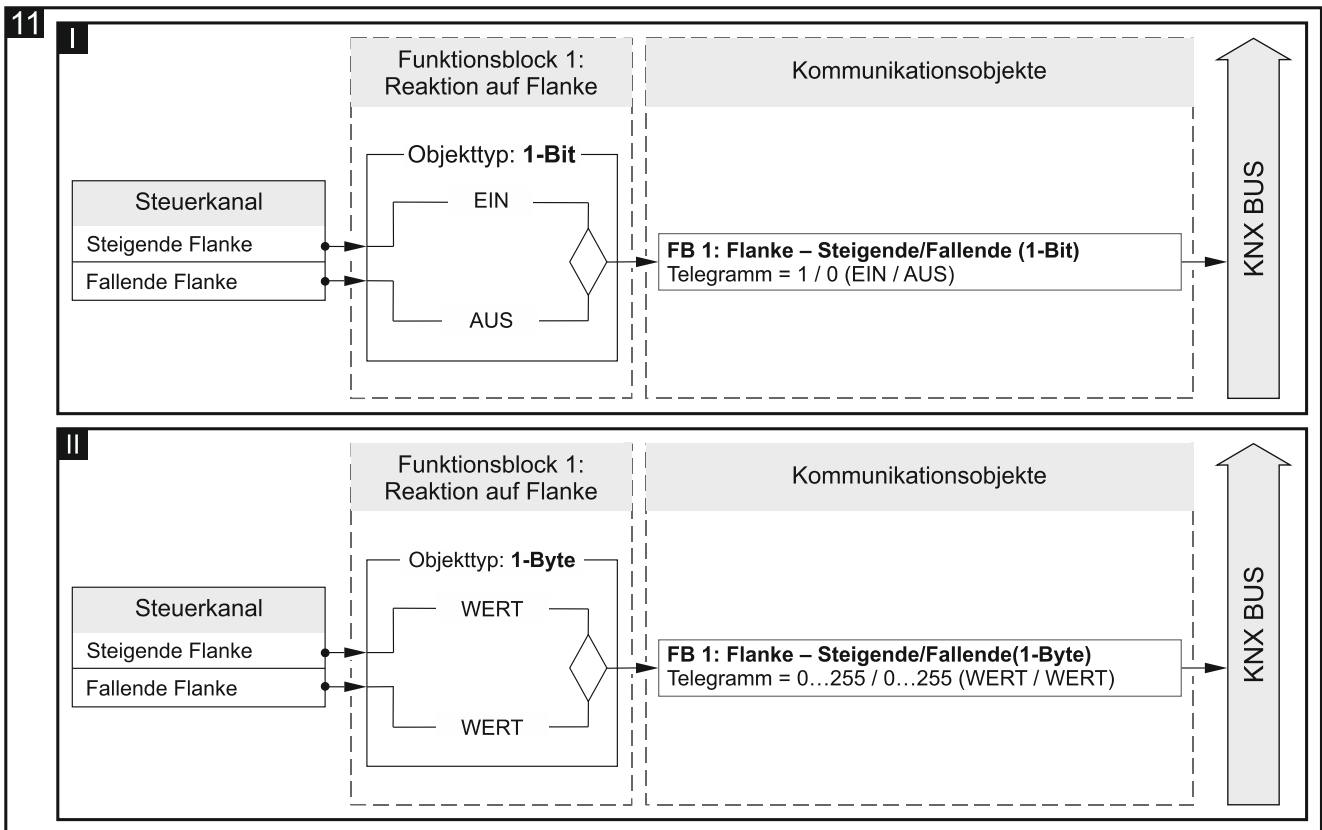 11
I
Funktionsblock 1:
Reaktion auf Flanke
Kommunikationsobjekte
Objekttyp: 1-Bit
Steuerkanal
Steigende Flanke
Fallende Flanke
EIN
AUS
FB 1: Flanke – Steigende/Fallende (1-Bit)
Telegramm = 1 / 0 (EIN / AUS)
KNX BUS
II
Funktionsblock 1:
Reaktion auf Flanke
Kommunikationsobjekte
Objekttyp: 1-Byte
Steuerkanal
Steigende Flanke
Fallende Flanke
WERT
WERT
FB 1: Flanke – Steigende/Fallende(1-Byte)
Telegramm = 0...255 / 0...255 (WERT / WERT)
KNX BUS